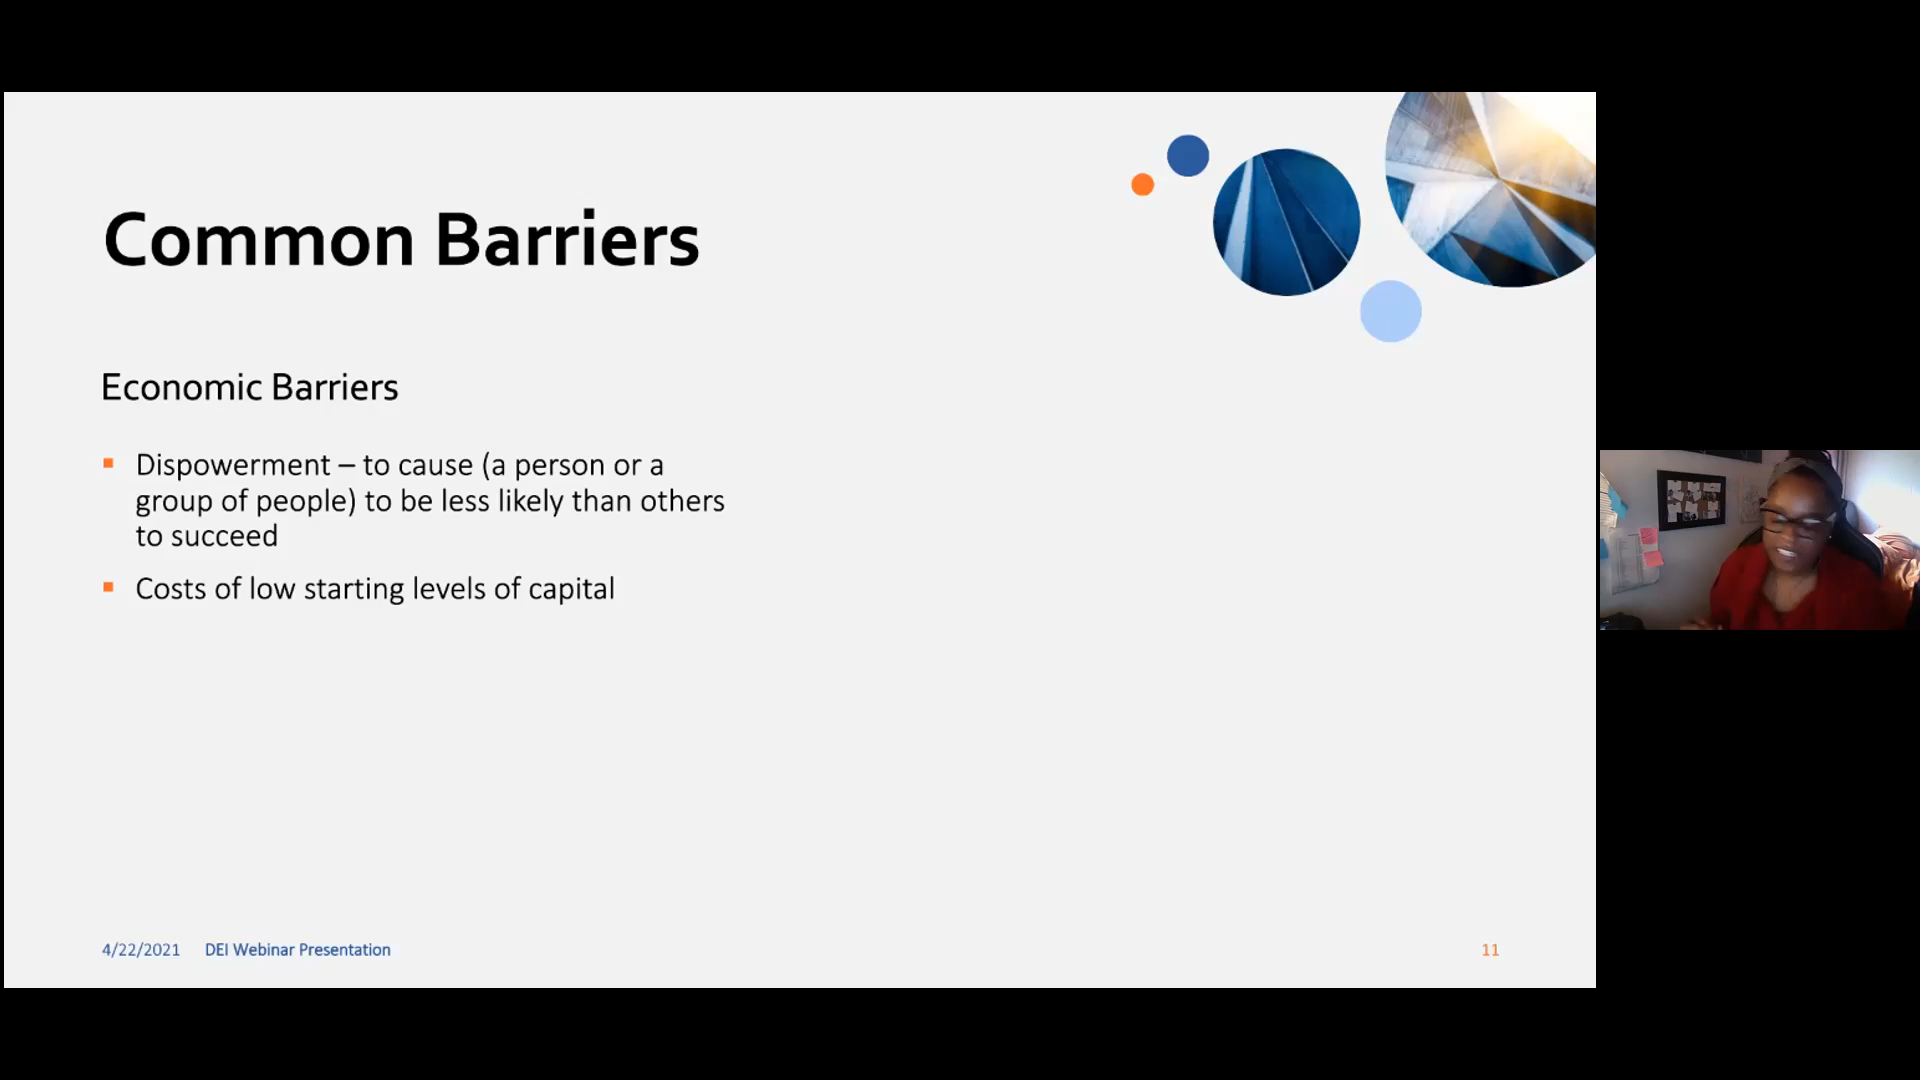 Common Barriers
Economic Barriers
▪ Dispowerment – to cause (a person or a
group of people) to be less likely than others
to succeed
▪ Costs of low starting levels of capital
4/22/2021 DEI Webinar Presentation 11